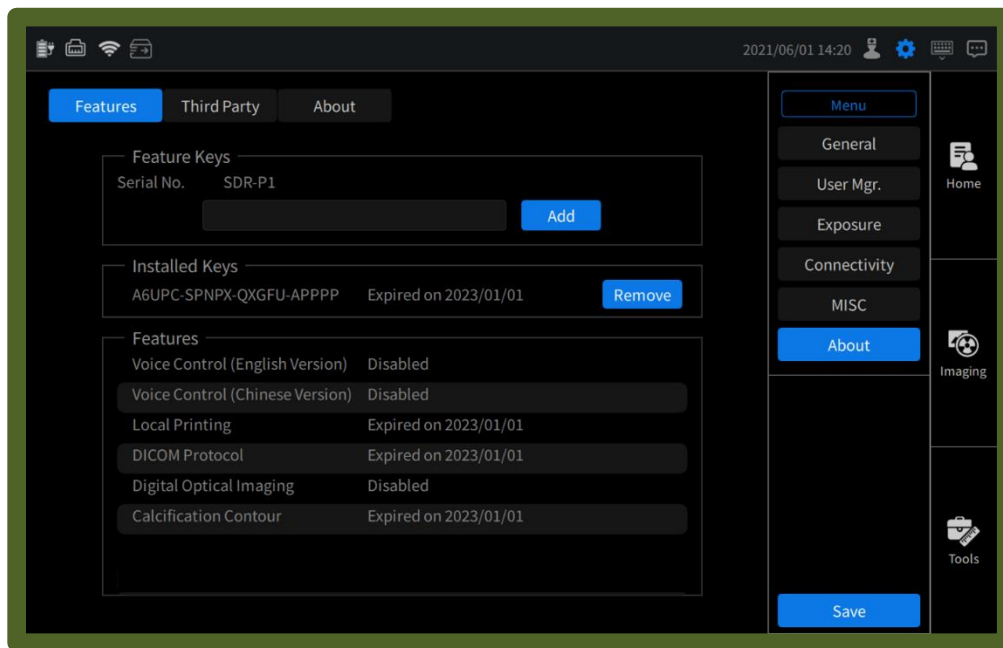 2021/06/01 14:20
Features Third Party About
Feature Keys
Serial No. SDR-P1
Add
Installed Keys
A6UPC-SPNPX-QXGFU-APPPP Expired on 2023/01/01 Remove
Features
Voice Control (English Version) Disabled
Voice Control (Chinese Version) Disabled
Local Printing Expired on 2023/01/01
DICOM Protocol Expired on 2023/01/01
Digital Optical Imaging Disabled
Calcification Contour Expired on 2023/01/01
Menu
General
User Mgr.
Exposure
Connectivity
MISC
About
Save
Home
Imaging
Tools